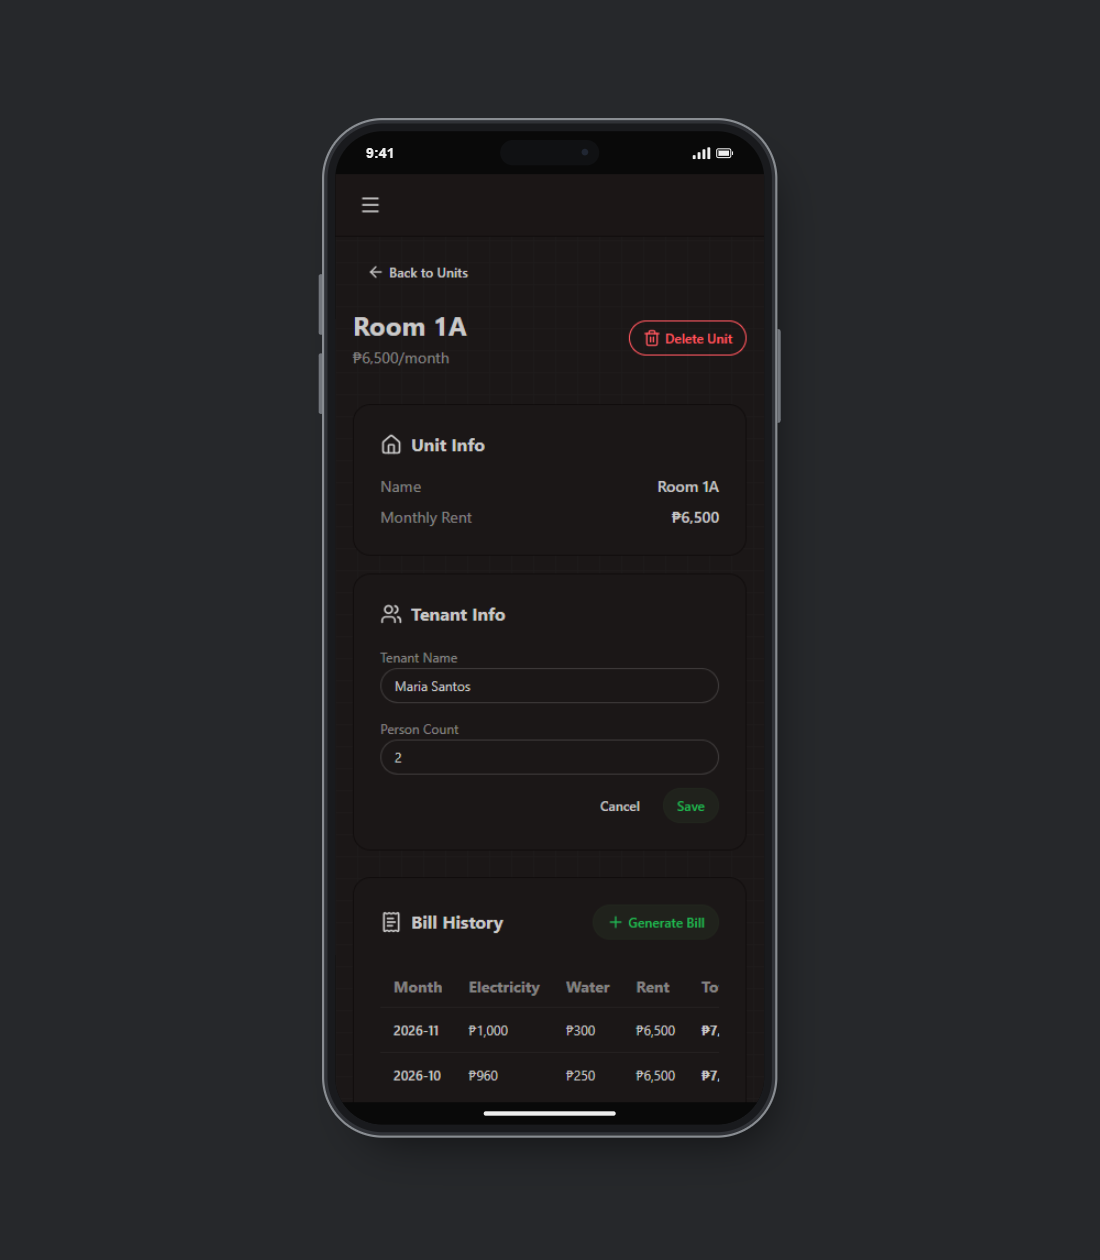 9:41
Back to Units
Room 1A
₱6,500/month
Delete Unit
Unit Info
Name Room 1A
Monthly Rent ₱6,500
Tenant Info
Tenant Name
Maria Santos
Person Count
2
Cancel Save
Bill History
Generate Bill
Month Electricity Water Rent To
2026-11 ₱1,000 ₱300 ₱6,500 ₱7,
2026-10 ₱960 ₱250 ₱6,500 ₱7,